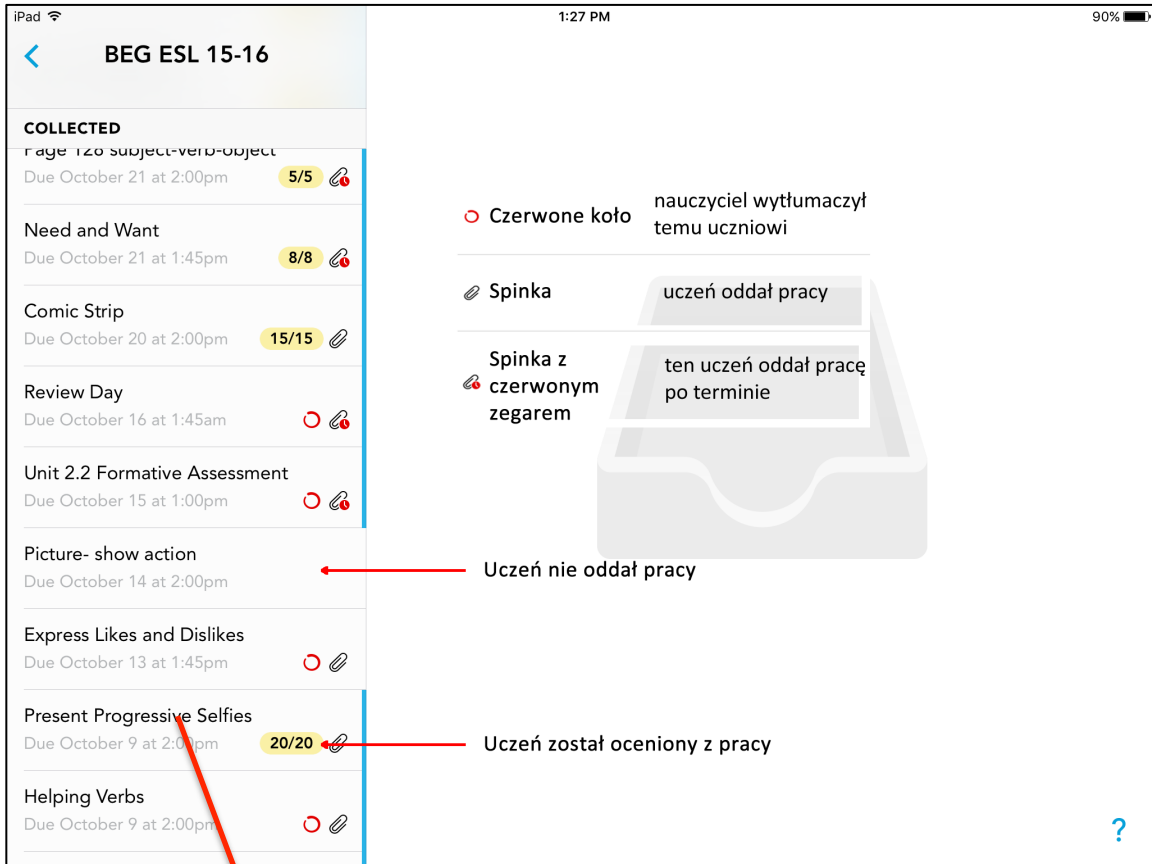 iPad
1:27 PM
90%
BEG ESL 15-16
COLLECTED
Page 128 subject-verb-object
Due October 21 at 2:00pm
5/5
Need and Want
Due October 21 at 1:45pm
8/8
Comic Strip
Due October 20 at 2:00pm
15/15
Review Day
Due October 16 at 1:45am
Unit 2.2 Formative Assessment
Due October 15 at 1:00pm
Picture- show action
Due October 14 at 2:00pm
Express Likes and Dislikes
Due October 13 at 1:45pm
Present Progressive Selfies
Due October 9 at 2:00pm
20/20
Helping Verbs
Due October 9 at 2:00pm
Czerwone koło
nauczyciel wytłumaczył
temu uczniowi
Spinka
uczeń oddał pracy
Spinka z
czerwonym
zegarem
ten uczeń oddał pracę
po terminie
Uczeń nie oddał pracy
Uczeń został oceniony z pracy
?